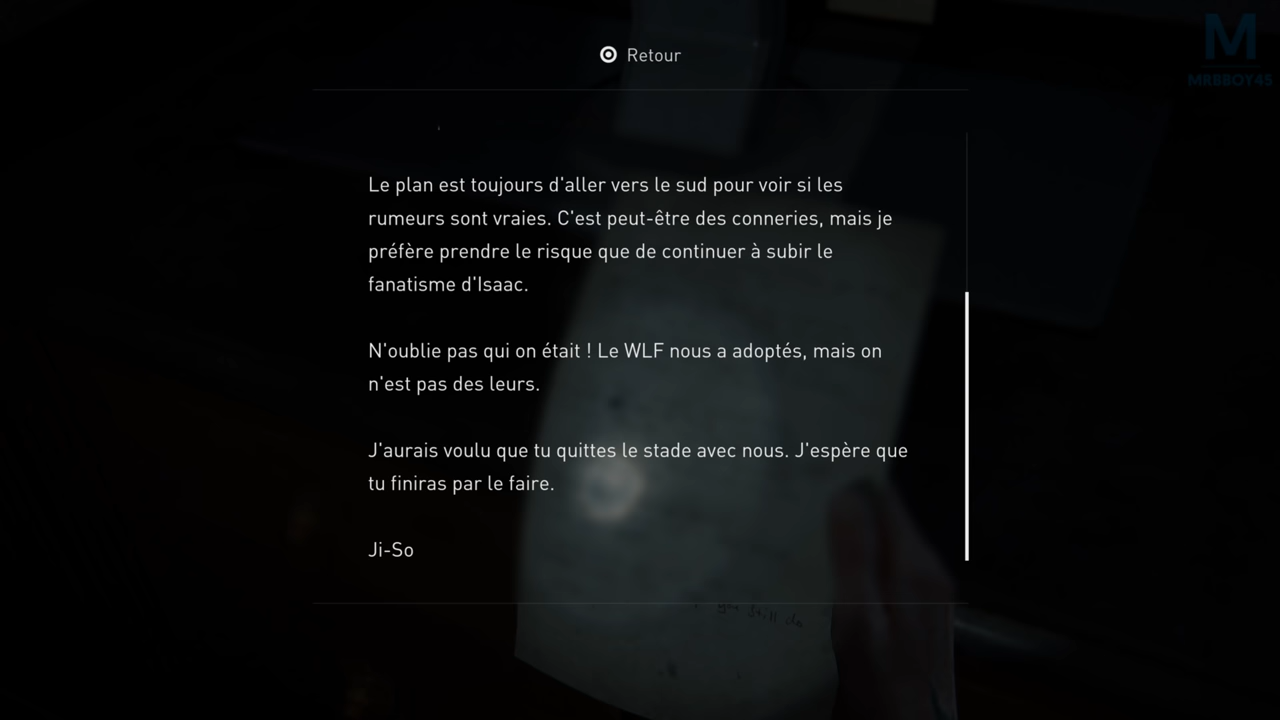 M
MRBBOY45
Retour
Le plan est toujours d'aller vers le sud pour voir si les
rumeurs sont vraies. C'est peut-être des conneries, mais je
préfère prendre le risque que de continuer à subir le
fanatisme d'Isaac.
N'oublie pas qui on était ! Le WLF nous a adoptés, mais on
n'est pas des leurs.
J'aurais voulu que tu quittes le stade avec nous. J'espère que
tu finiras par le faire.
Ji-So
you still do